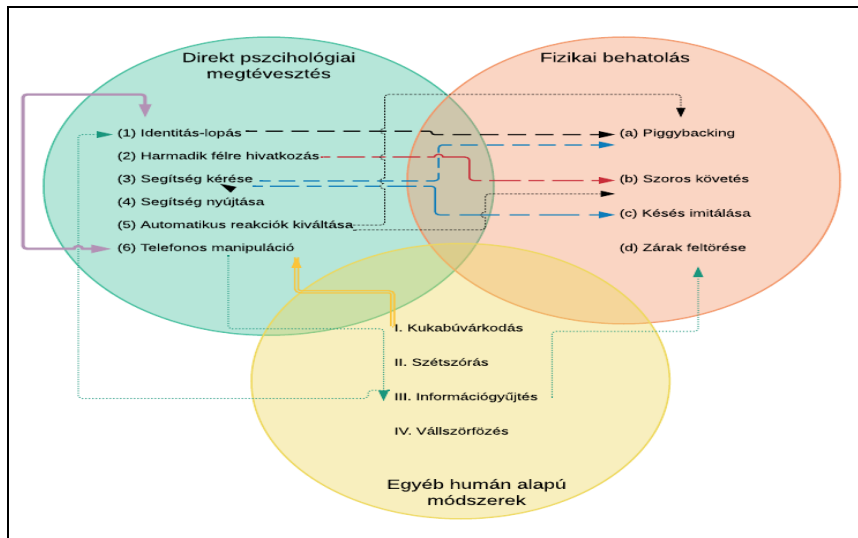 Direkt pszcihológiai
megtévesztés
(1) Identitás-lopás
(2) Harmadik félre hivatkozás
(3) Segítség kérése
(4) Segítség nyújtása
(5) Automatikus reakciók kiváltása
(6) Telefonos manipuláció
Fizikai behatolás
(a) Piggybacking
(b) Szoros követés
(c) Késés imitálása
(d) Zárak feltörése
I. Kukabúvárkodás
II. Szétszórás
III. Információgyűjtés
IV. Vállszörfözés
Egyéb humán alapú
módszerek